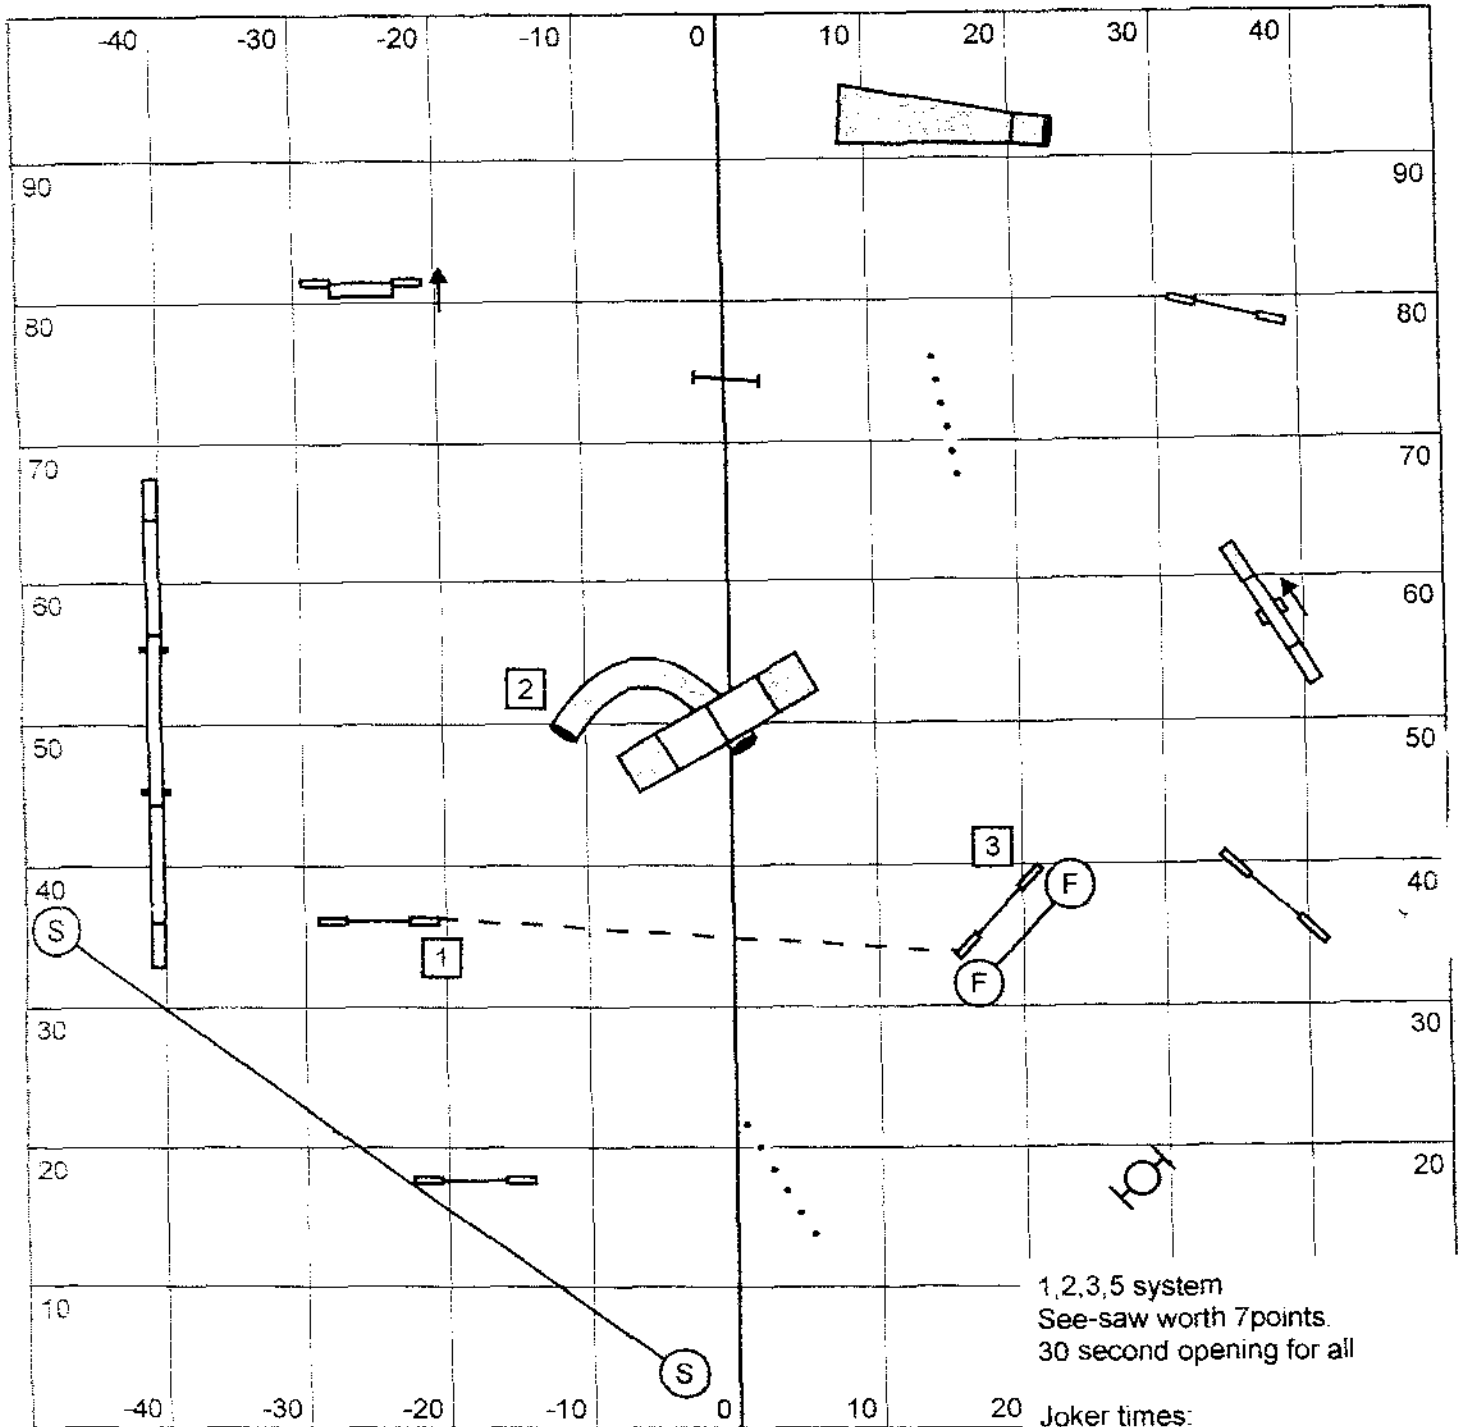 -40 -30 -20 -10 0 10 20 30 40
90 90
80 80
70 70
60 60
2
50 50
3
40 F 40
S 1
F
30 30
20 20
1,2,3,5 system
10 See-saw worth 7points.
30 second opening for all
S
-40 -30 -20 -10 0 10 20 Joker times: